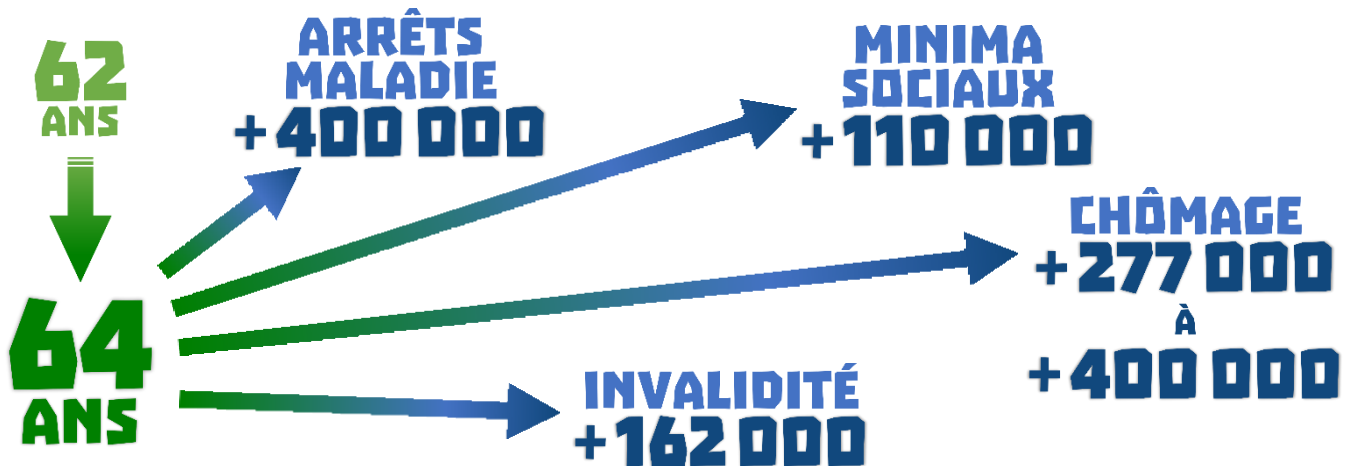 62
ANS
64
ANS
ARRÊTS
MALADIE
+400 000
MINIMA
SOCIAUX
+110 000
CHÔMAGE
+277 000
À
+400 000
INVALIDITÉ
+162 000